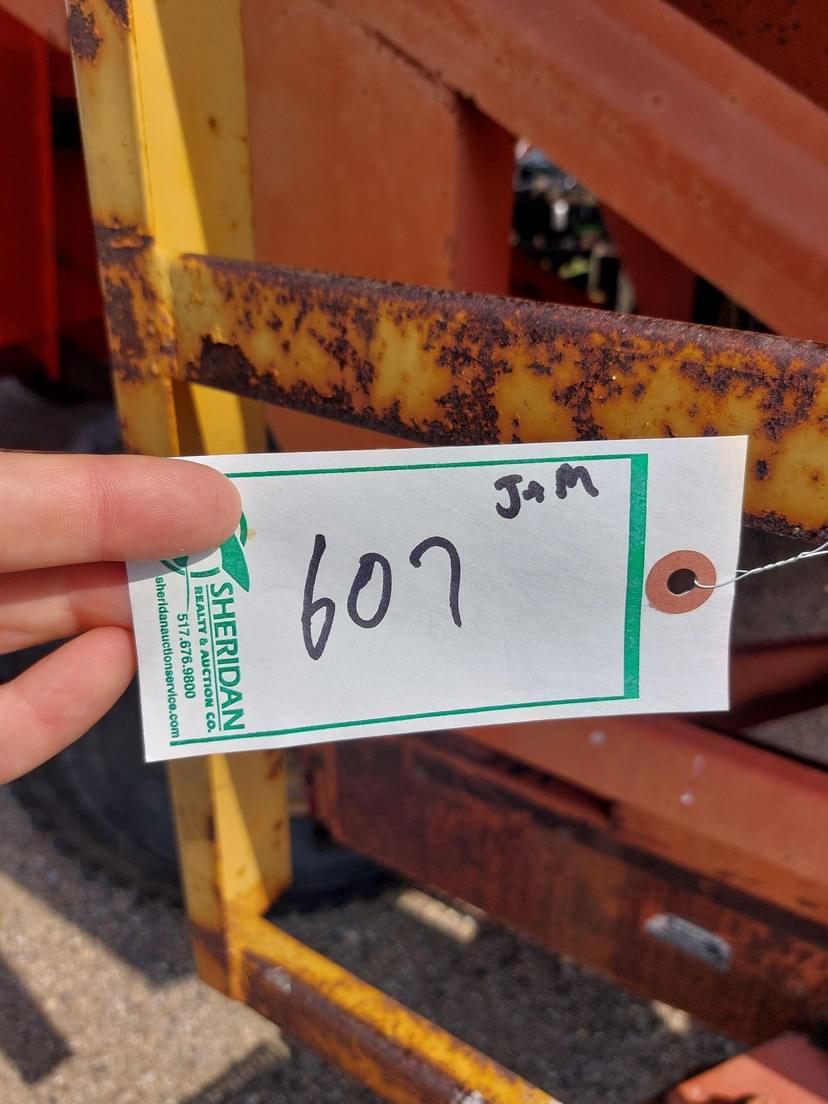 J+M
607
SHERIDAN
REALTY & AUCTION CO.
517.676.9800
sheridanauctionservice.com